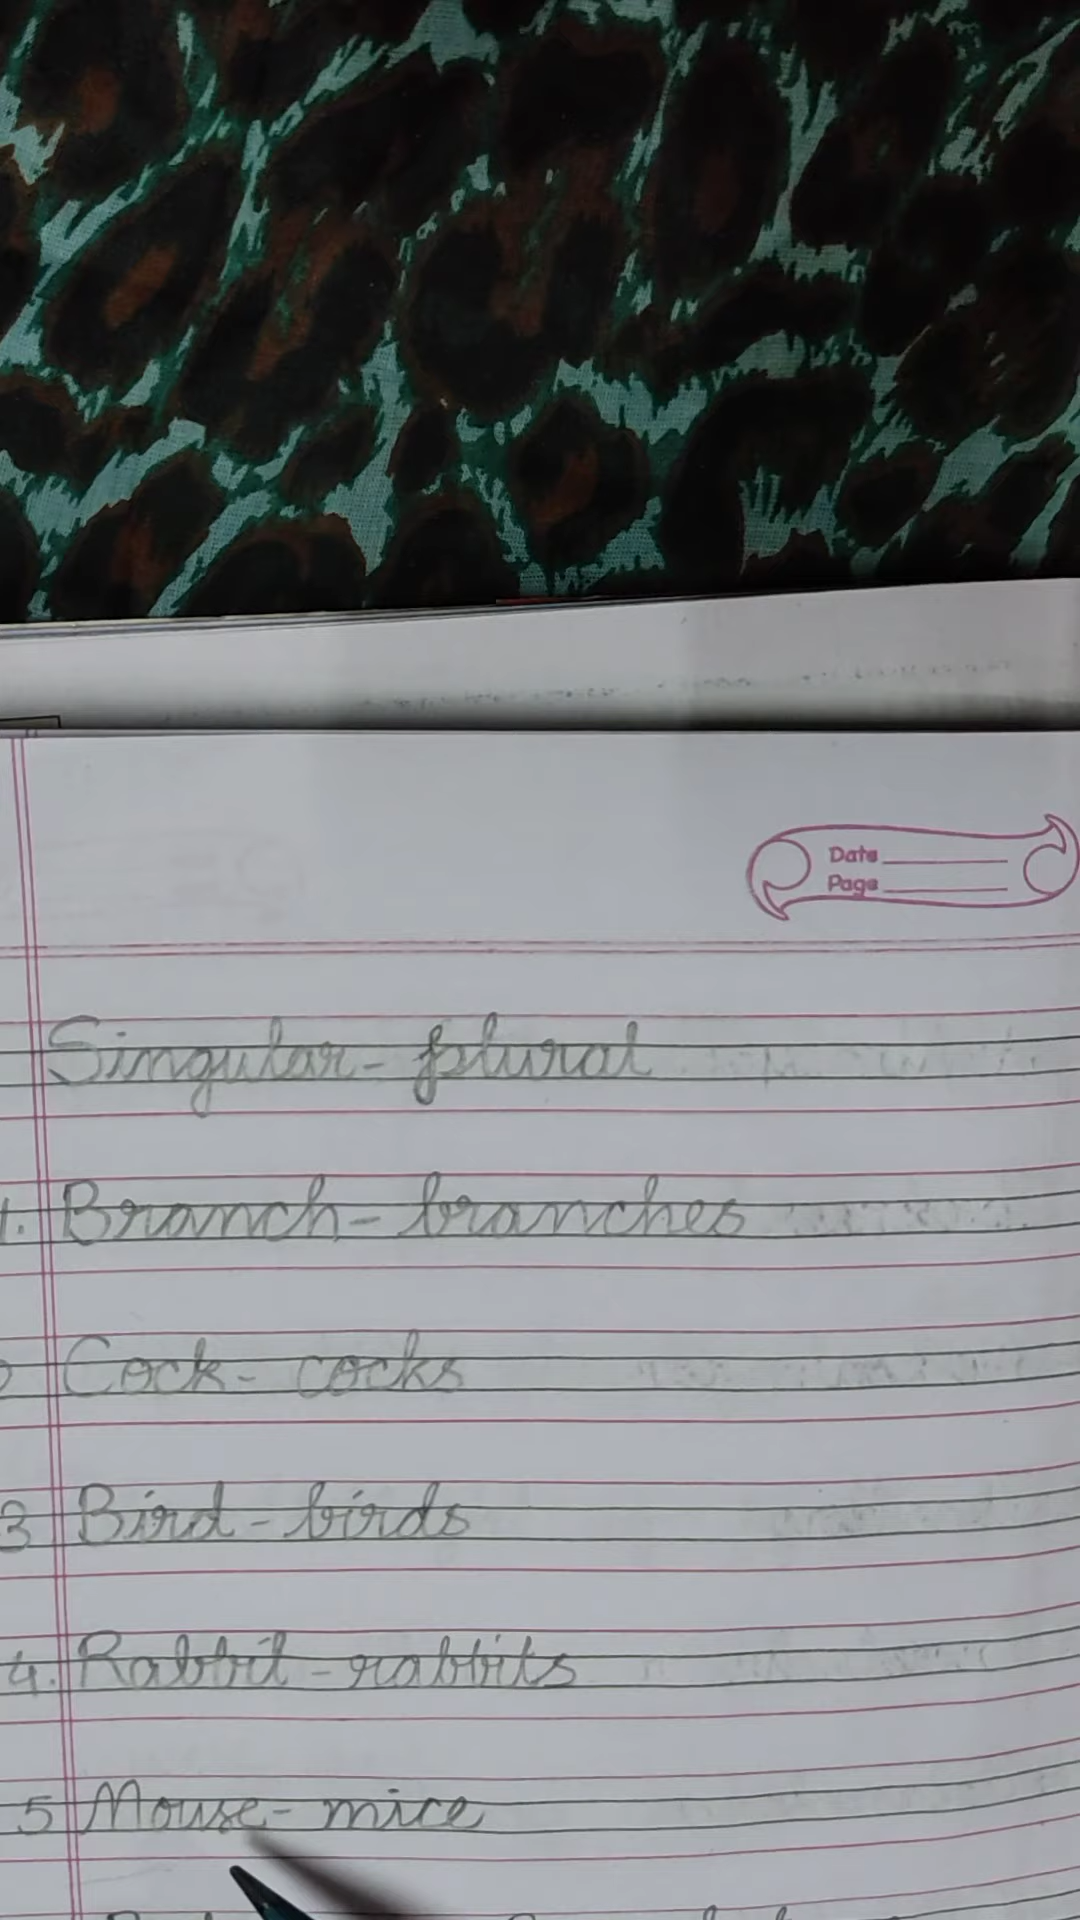 Date
Page
Singular - plural
1. Branch - branches
Cock - cocks
3 Bird - birds
4. Rabbit - rabbits
5 Mouse - mice